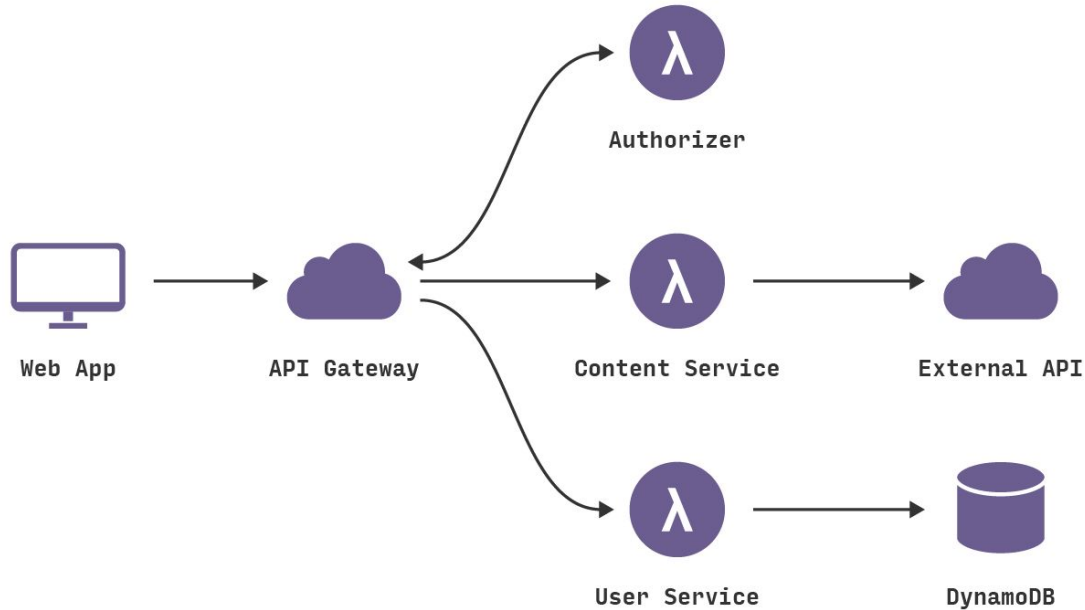 λ
Authorizer
λ
Web App
API Gateway
Content Service
External API
λ
User Service
DynamoDB